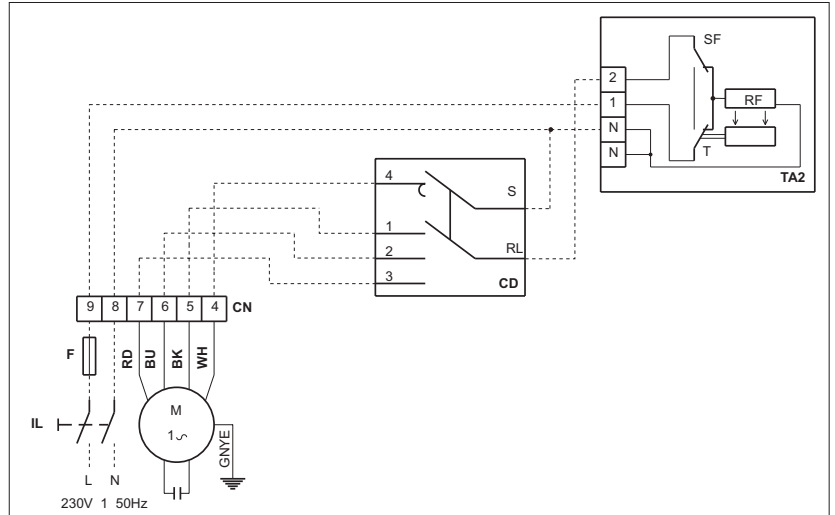 SF
2
1
N
N
RF
T
TA2
4
1
2
3
S
RL
CD
9 8 7 6 5 4 CN
F
RD BU BK WH
IL
M
1~
GNYE
L N
230V 1 50Hz